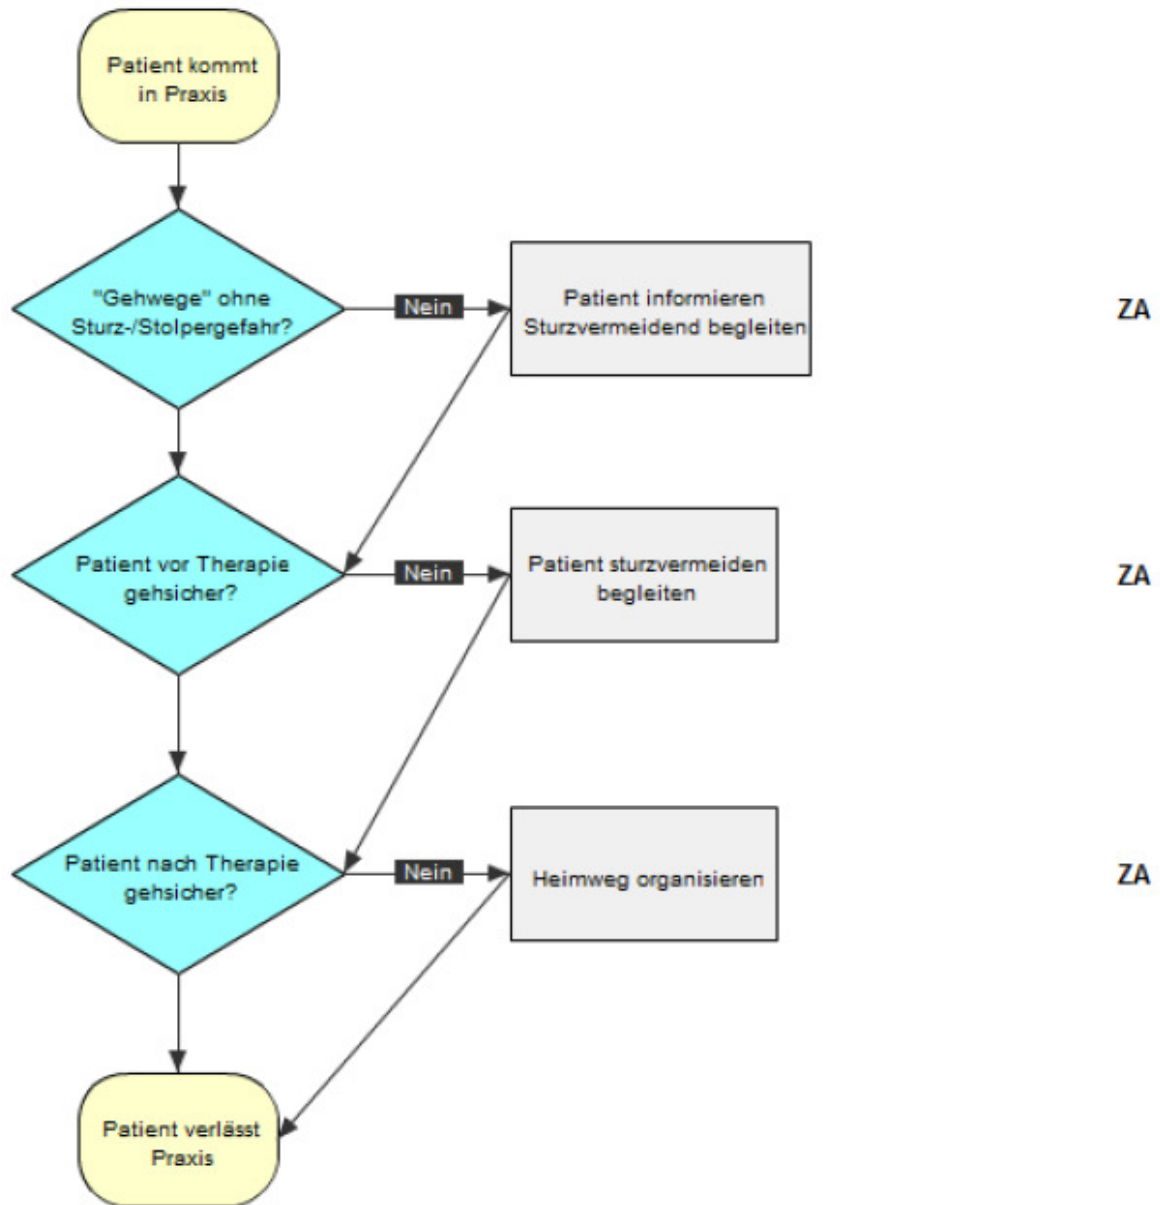 Patient kommt
in Praxis
"Gehwege" ohne
Sturz-/Stolpergefahr?
Nein
Patient informieren
Sturzvermeidend begleiten
ZA
Patient vor Therapie
gehsicher?
Nein
Patient sturzvermeiden
begleiten
ZA
Patient nach Therapie
gehsicher?
Nein
Heimweg organisieren
ZA
Patient verlässt
Praxis